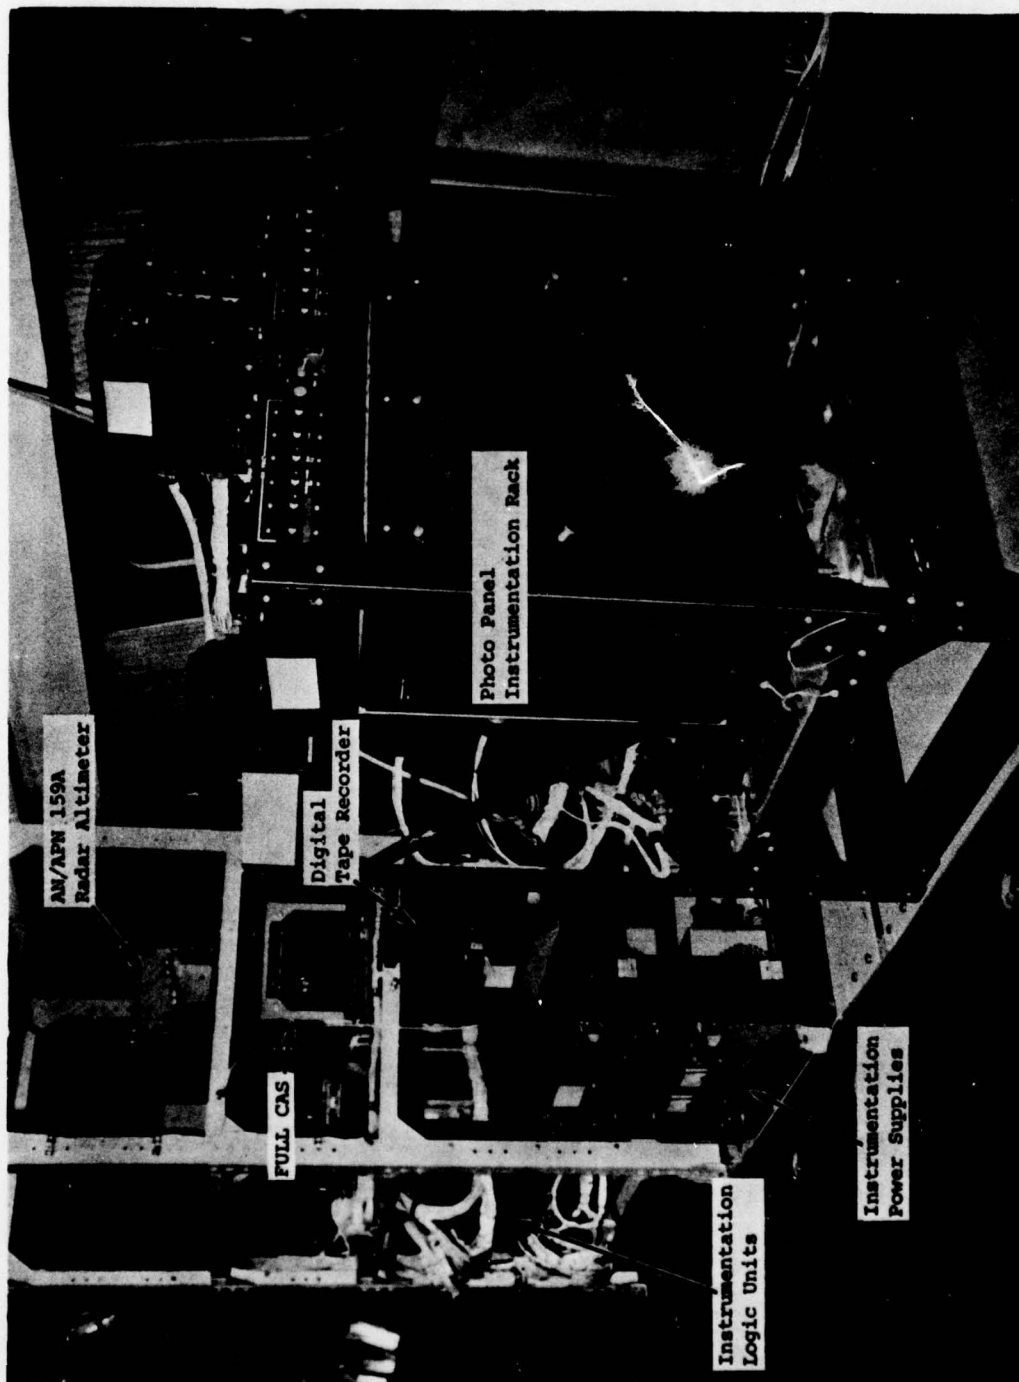 AN/APN 159A
Radar Altimeter
FULL CAS
Digital
Tape Recorder
Photo Panel
Instrumentation Rack
Instrumentation
Logic Units
Instrumentation
Power Supplies